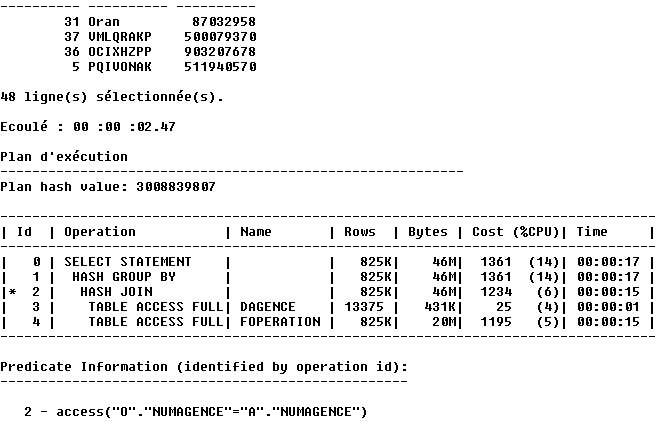 ---------- ---------- ----------
        31 Oran         87032958
        37 VMLQRAKP    500079370
        36 OCIXHZPP    903207678
         5 PQIVONAK    511940570
48 ligne(s) sélectionnée(s).
Ecoulé : 00 :00 :02.47
Plan d'exécution
----------------------------------------------------------
Plan hash value: 3008839807
----------------------------------------------------------------------------------
| Id  | Operation          | Name       | Rows  | Bytes | Cost (%CPU)| Time     |
----------------------------------------------------------------------------------
|   0 | SELECT STATEMENT   |            |   825K|    46M|  1361  (14)| 00:00:17 |
|   1 |  HASH GROUP BY     |            |   825K|    46M|  1361  (14)| 00:00:17 |
|*  2 |   HASH JOIN        |            |   825K|    46M|  1234   (6)| 00:00:15 |
|   3 |    TABLE ACCESS FULL| DAGENCE    | 13375 |   431K|    25   (4)| 00:00:01 |
|   4 |    TABLE ACCESS FULL| FOPERATION |   825K|    20M|  1195   (5)| 00:00:15 |
----------------------------------------------------------------------------------
Predicate Information (identified by operation id):
---------------------------------------------------
   2 - access("O"."NUMAGENCE"="A"."NUMAGENCE")